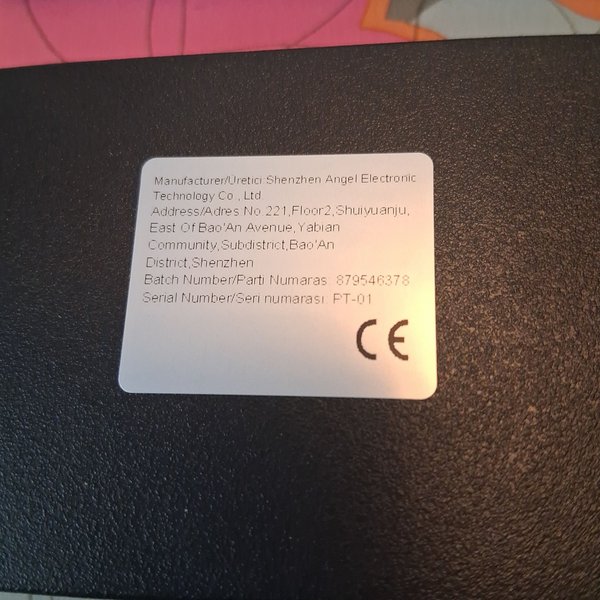 Manufacturer/Uretici:Shenzhen Angel Electronic
Technology Co., Ltd
Address/Adres No 221,Floor2,Shuiyuanju,
East Of Bao'An Avenue,Yabian
Community,Subdistrict,Bao'An
District,Shenzhen
Batch Number/Parti Numaras: 879546378
Serial Number/Seri numarası: PT-01
CE